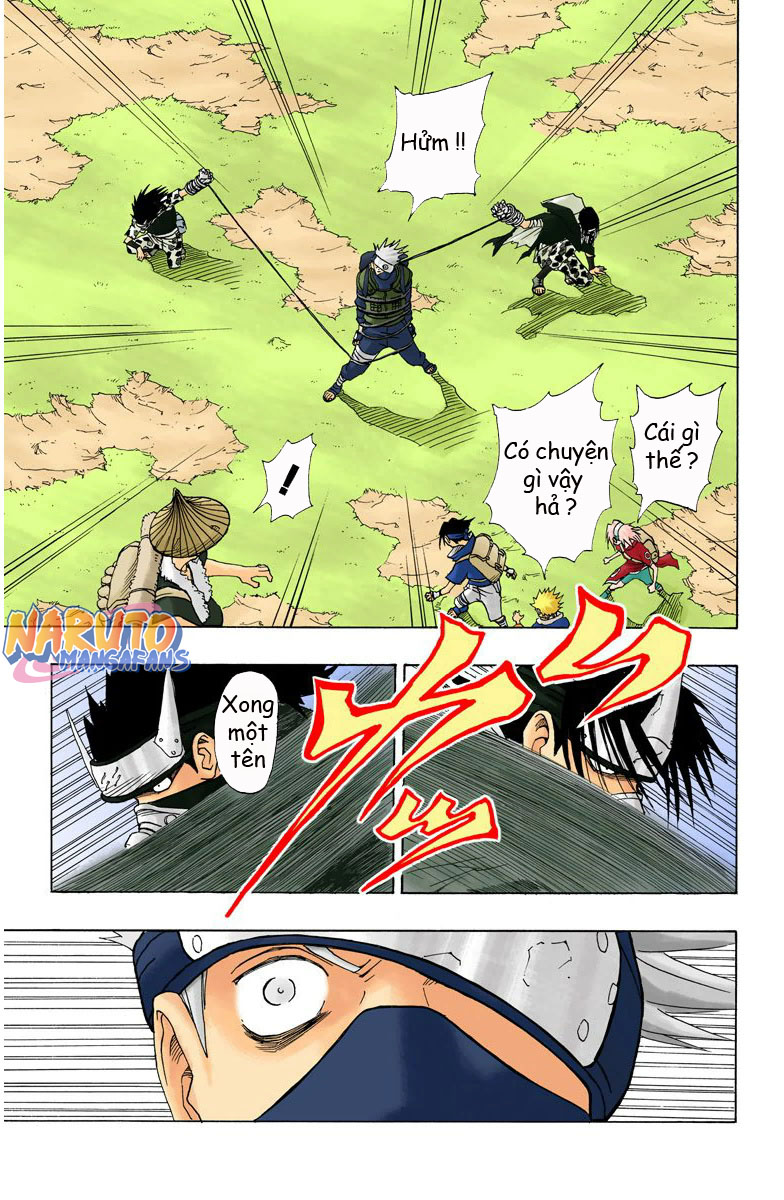 Hửm !!
Cái gì
thế ?
Có chuyện
gì vậy
hả ?
!
NARUTO
MANGAFANS
Xong
một
tên